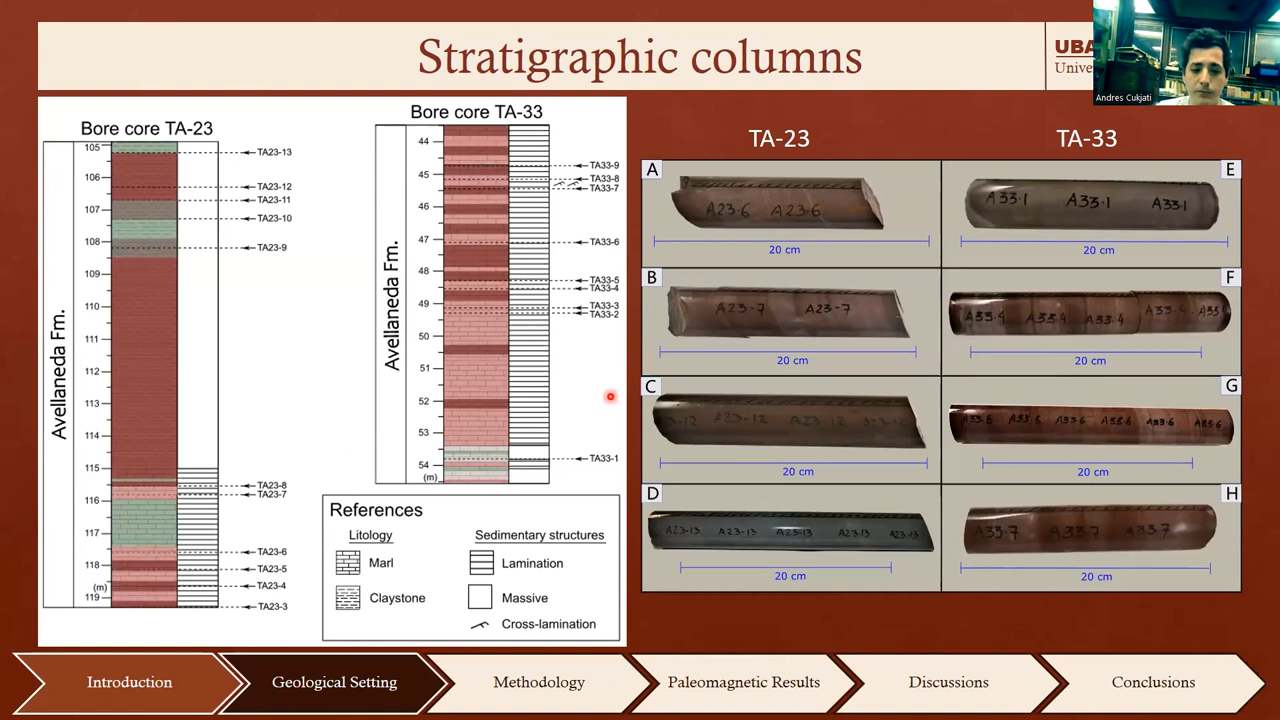 Stratigraphic columns
UBA
Unive
Andres Cukjati
Bore core TA-23
105
106
107
108
109
110
111
112
113
114
115
116
117
118
(m)
119
Avellaneda Fm.
TA23-13
TA23-12
TA23-11
TA23-10
TA23-9
TA23-8
TA23-7
TA23-6
TA23-5
TA23-4
TA23-3
Bore core TA-33
44
45
46
47
48
49
50
51
52
53
54
(m)
Avellaneda Fm.
TA33-9
TA33-8
TA33-7
TA33-6
TA33-5
TA33-4
TA33-3
TA33-2
TA33-1
References
Litology
Marl
Claystone
Sedimentary structures
Lamination
Massive
Cross-lamination
TA-23
TA-33
A
A23-6 A23-6
20 cm
E
A33-1 A33-1 A33-1
20 cm
B
A23-7 A23-7
20 cm
F
A33-4 A33-4 A33-4
20 cm
C
20 cm
G
A33-6 A33-6 A33-6 A33-6 A33-6 A33-6
20 cm
D
A23-13 A23-13 A23-13 A23-13 A23-13
20 cm
H
A33-7 A33-7 A33-7
20 cm
Introduction
Geological Setting
Methodology
Paleomagnetic Results
Discussions
Conclusions